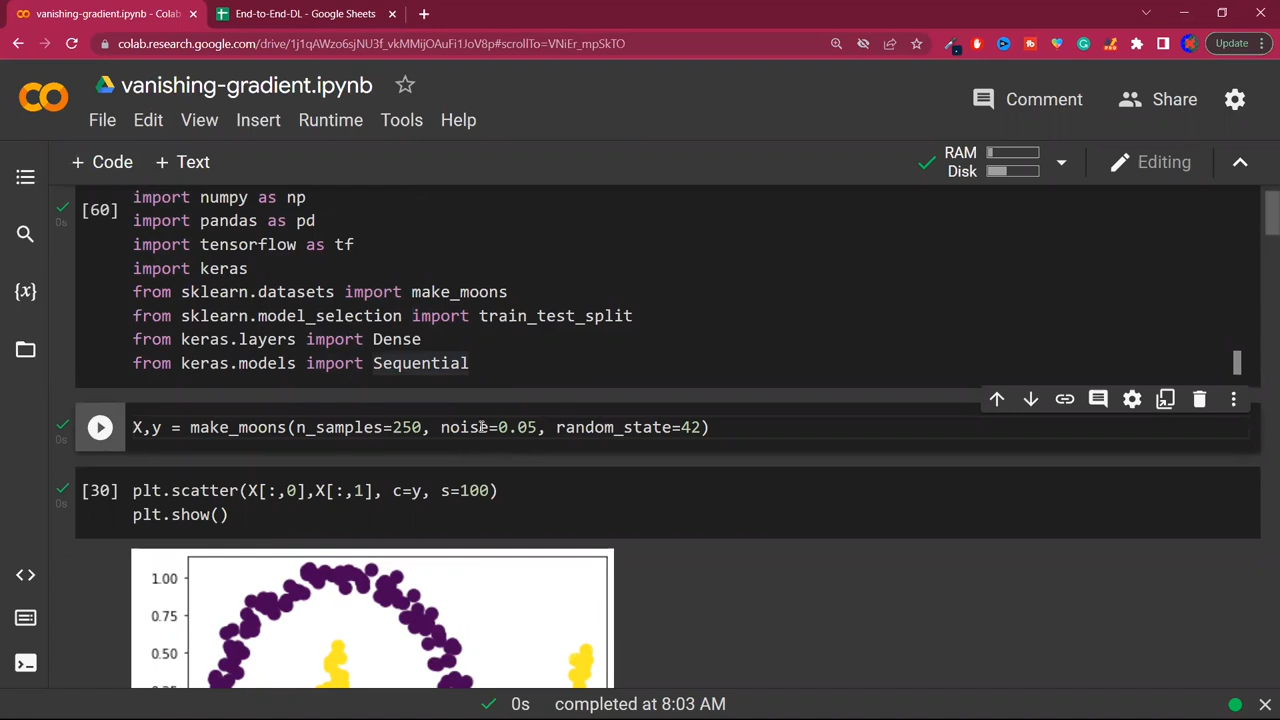 vanishing-gradient.ipynb - Colab
End-to-End-DL - Google Sheets
colab.research.google.com/drive/1j1qAWzo6sjNU3f_vkMMijOAuFi1JoV8p#scrollTo=VNiEr_mpSkTO
Update
vanishing-gradient.ipynb
Comment
Share
File Edit View Insert Runtime Tools Help
+ Code + Text
RAM
Disk
Editing
[60]
import numpy as np
import pandas as pd
import tensorflow as tf
import keras
from sklearn.datasets import make_moons
from sklearn.model_selection import train_test_split
from keras.layers import Dense
from keras.models import Sequential
0s
X,y = make_moons(n_samples=250, noise=0.05, random_state=42)
0s
[30] plt.scatter(X[:,0],X[:,1], c=y, s=100)
0s
plt.show()
1.00
0.75
0.50
{x}
0s completed at 8:03 AM